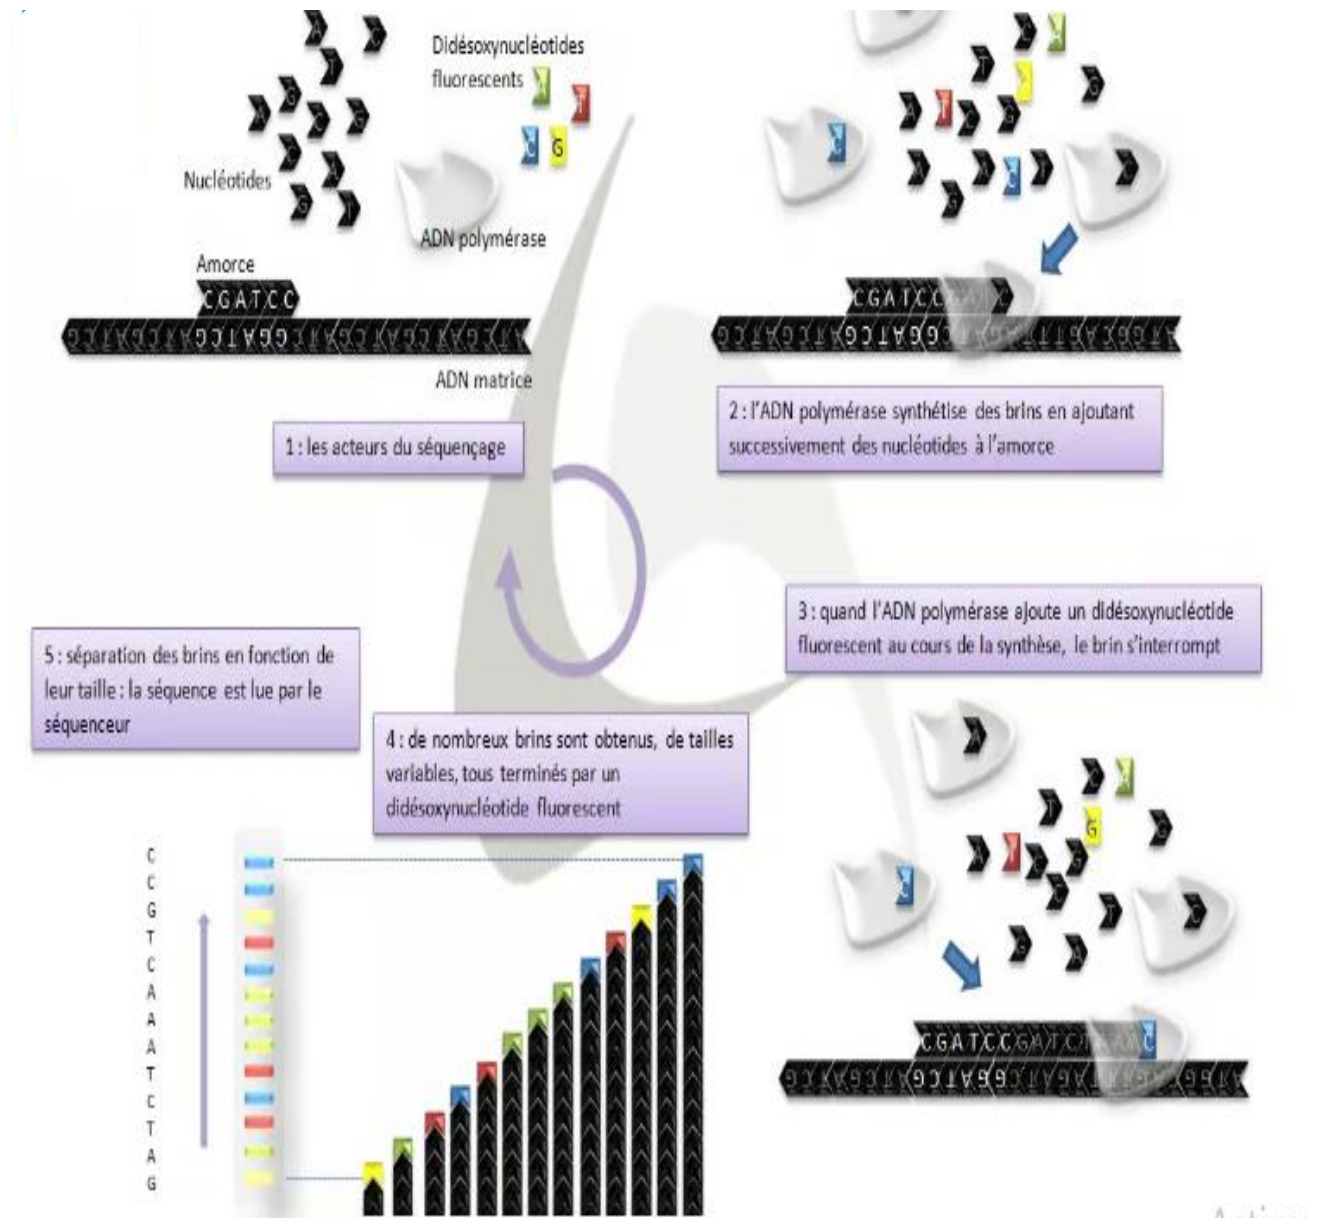 Didésoxynucléotides
fluorescents
Nucléotides
ADN polymérase
Amorce
CGATCC
ADN matrice
1 : les acteurs du séquençage
CGATCC
2 : l'ADN polymérase synthétise des brins en ajoutant
successivement des nucléotides à l'amorce
3 : quand l'ADN polymérase ajoute un didésoxynucléotide
fluorescent au cours de la synthèse, le brin s'interrompt
CGATCCGATCTAAAC
4 : de nombreux brins sont obtenus, de tailles
variables, tous terminés par un
didésoxynucléotide fluorescent
5 : séparation des brins en fonction de
leur taille : la séquence est lue par le
séquenceur
C
C
G
T
C
A
A
A
T
C
T
A
G